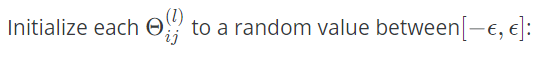 Initialize each Θ_{ij}^{(l)} to a random value between[−ϵ, ϵ]: